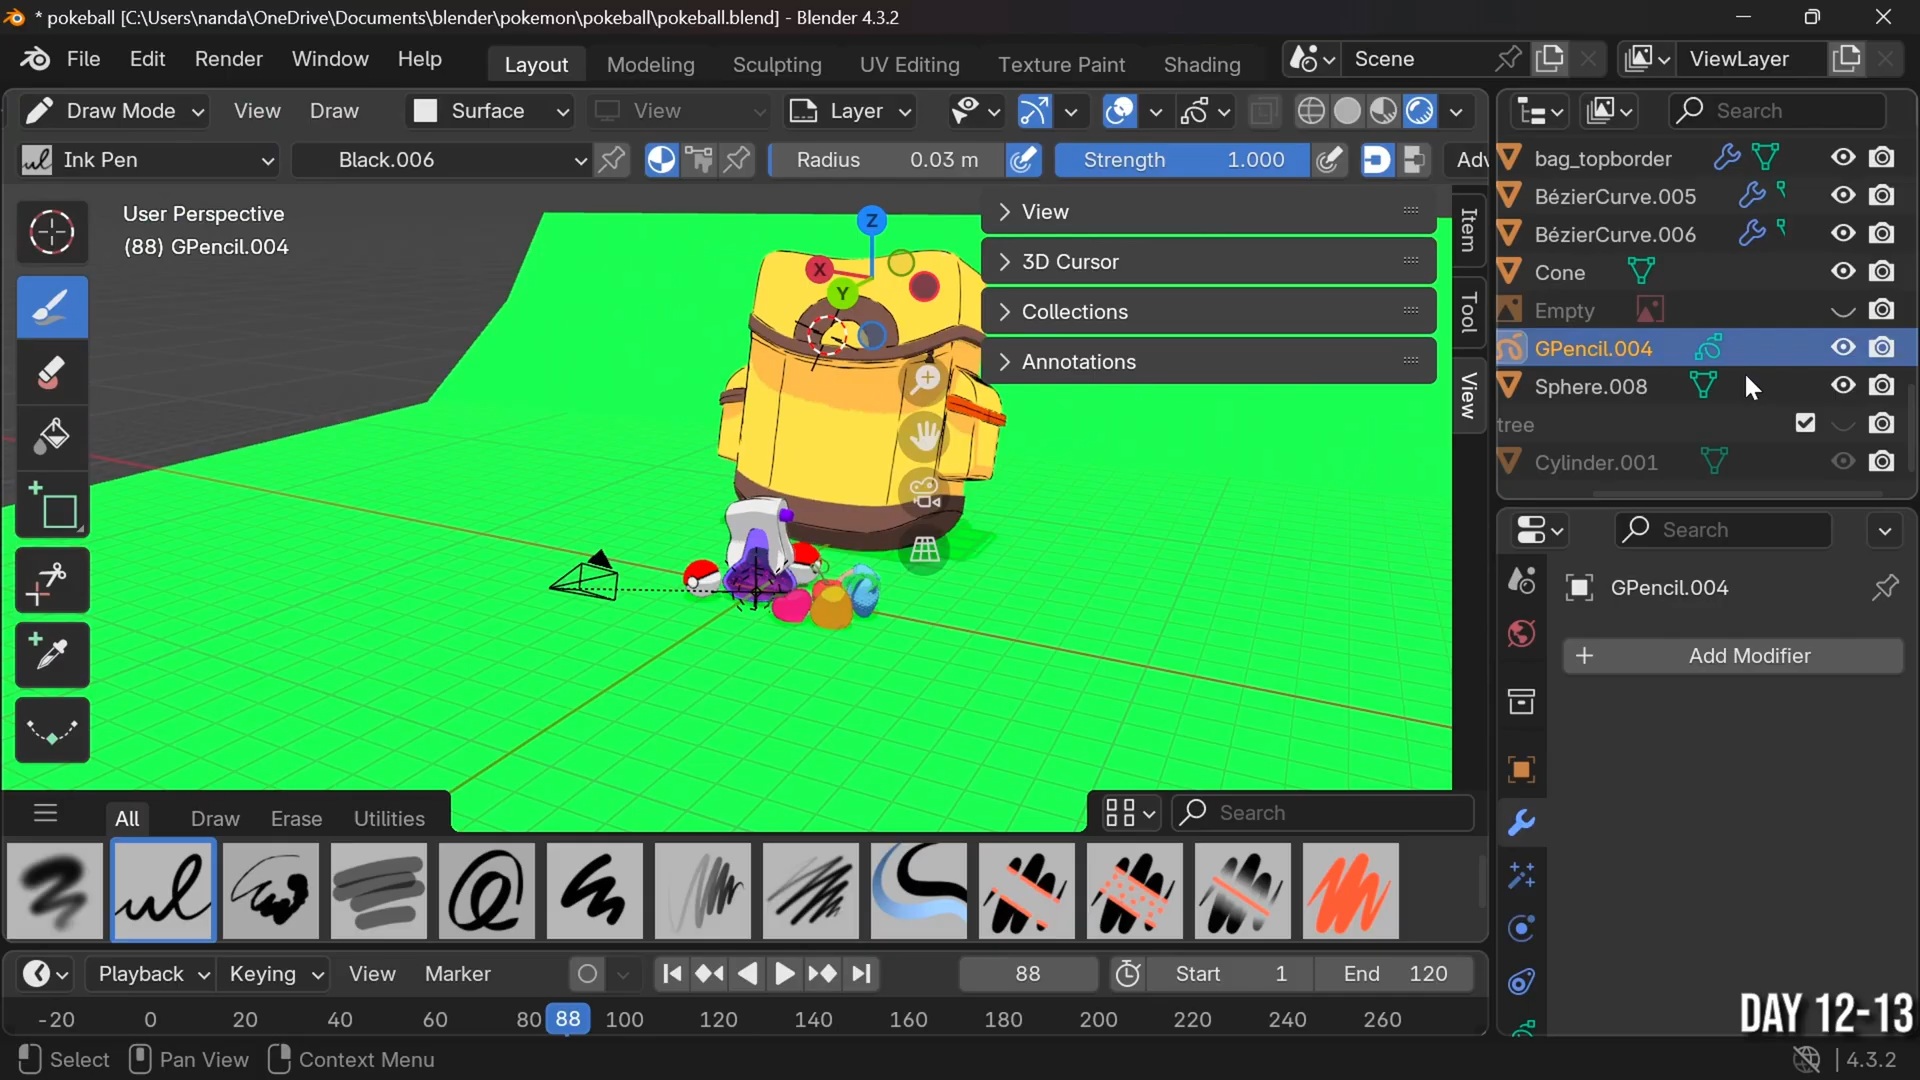 * pokeball [C:\Users\nanda\OneDrive\Documents\blender\pokemon\pokeball\pokeball.blend] - Blender 4.3.2
File Edit Render Window Help Layout Modeling Sculpting UV Editing Texture Paint Shading Scene ViewLayer
Draw Mode View Draw Surface View Layer Search
Ink Pen Black.006 Radius 0.03 m Strength 1.000 Adv
bag_topborder
BézierCurve.005
BézierCurve.006
Cone
Empty
GPencil.004
Sphere.008
tree
Cylinder.001
User Perspective
(88) GPencil.004
Z
X
Y
View
3D Cursor
Collections
Annotations
Item
Tool
View
Search
GPencil.004
Add Modifier
All Draw Erase Utilities Search
Playback Keying View Marker 88 Start 1 End 120
-20 0 20 40 60 80 88 100 120 140 160 180 200 220 240 260
DAY 12-13
Select Pan View Context Menu 4.3.2